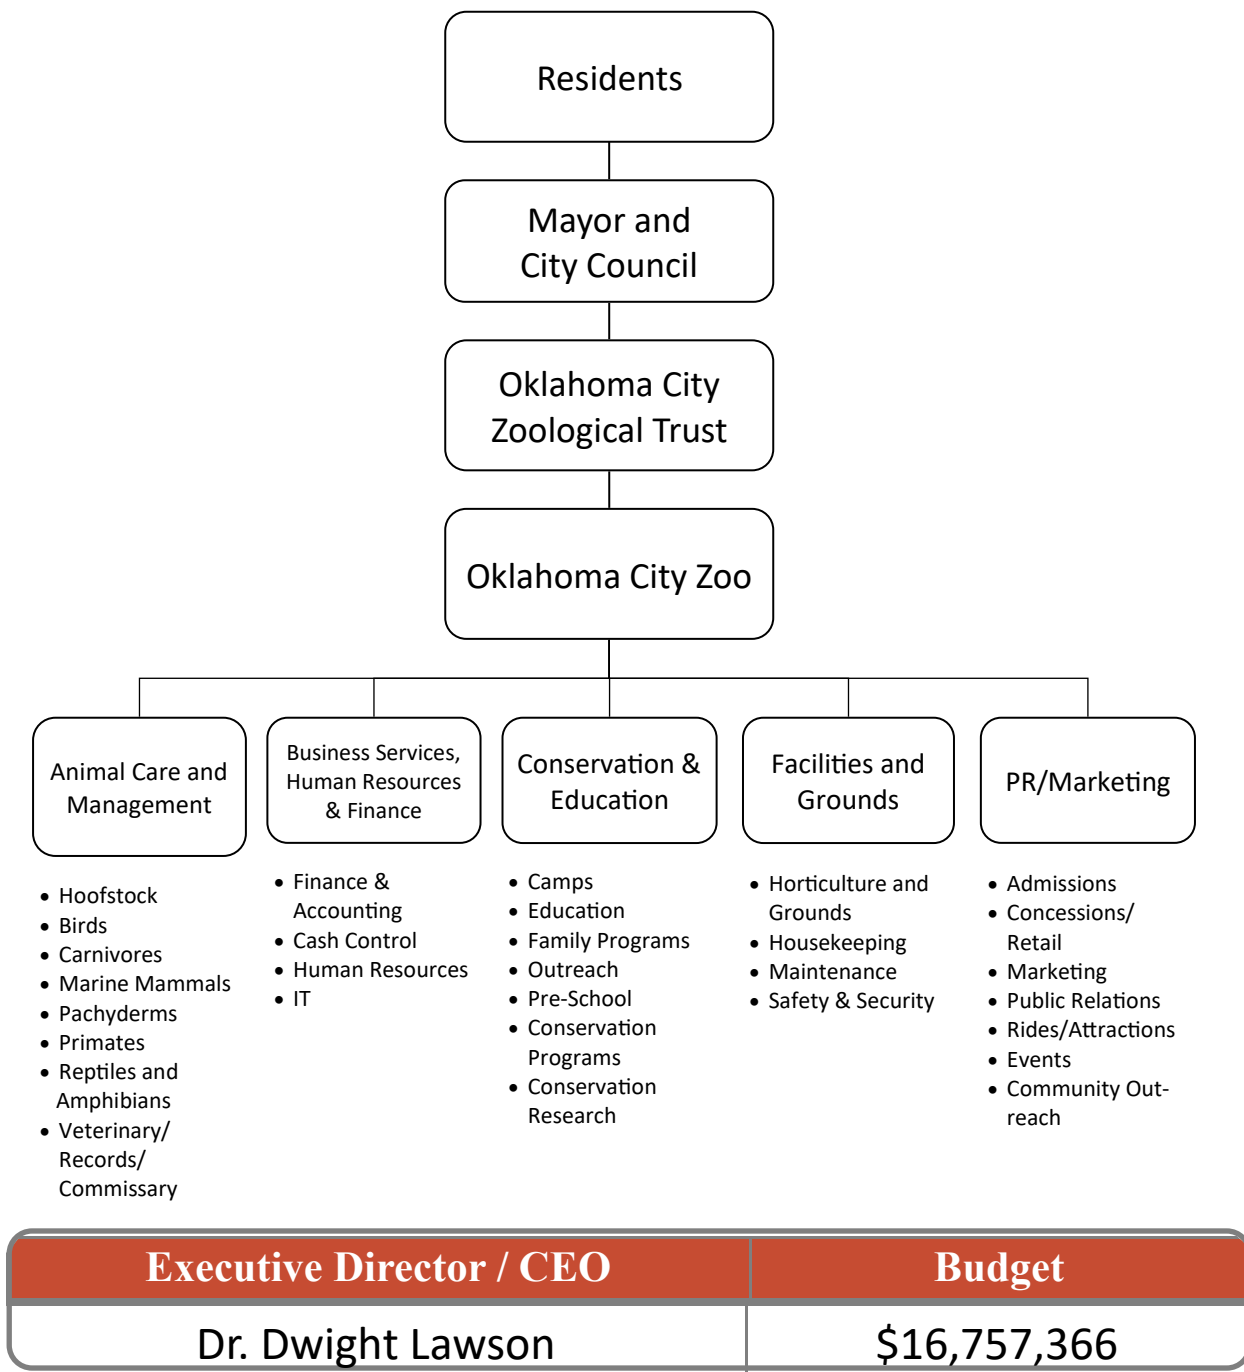 Residents
Mayor and
City Council
Oklahoma City
Zoological Trust
Oklahoma City Zoo
Animal Care and
Management
• Hoofstock
• Birds
• Carnivores
• Marine Mammals
• Pachyderms
• Primates
• Reptiles and
Amphibians
• Veterinary/
Records/
Commissary
Business Services,
Human Resources
& Finance
• Finance &
Accounting
• Cash Control
• Human Resources
• IT
Conservation &
Education
• Camps
• Education
• Family Programs
• Outreach
• Pre-School
• Conservation
Programs
• Conservation
Research
Facilities and
Grounds
• Horticulture and
Grounds
• Housekeeping
• Maintenance
• Safety & Security
PR/Marketing
• Admissions
• Concessions/
Retail
• Marketing
• Public Relations
• Rides/Attractions
• Events
• Community Out-
reach
Executive Director / CEO
Budget
Dr. Dwight Lawson
$16,757,366